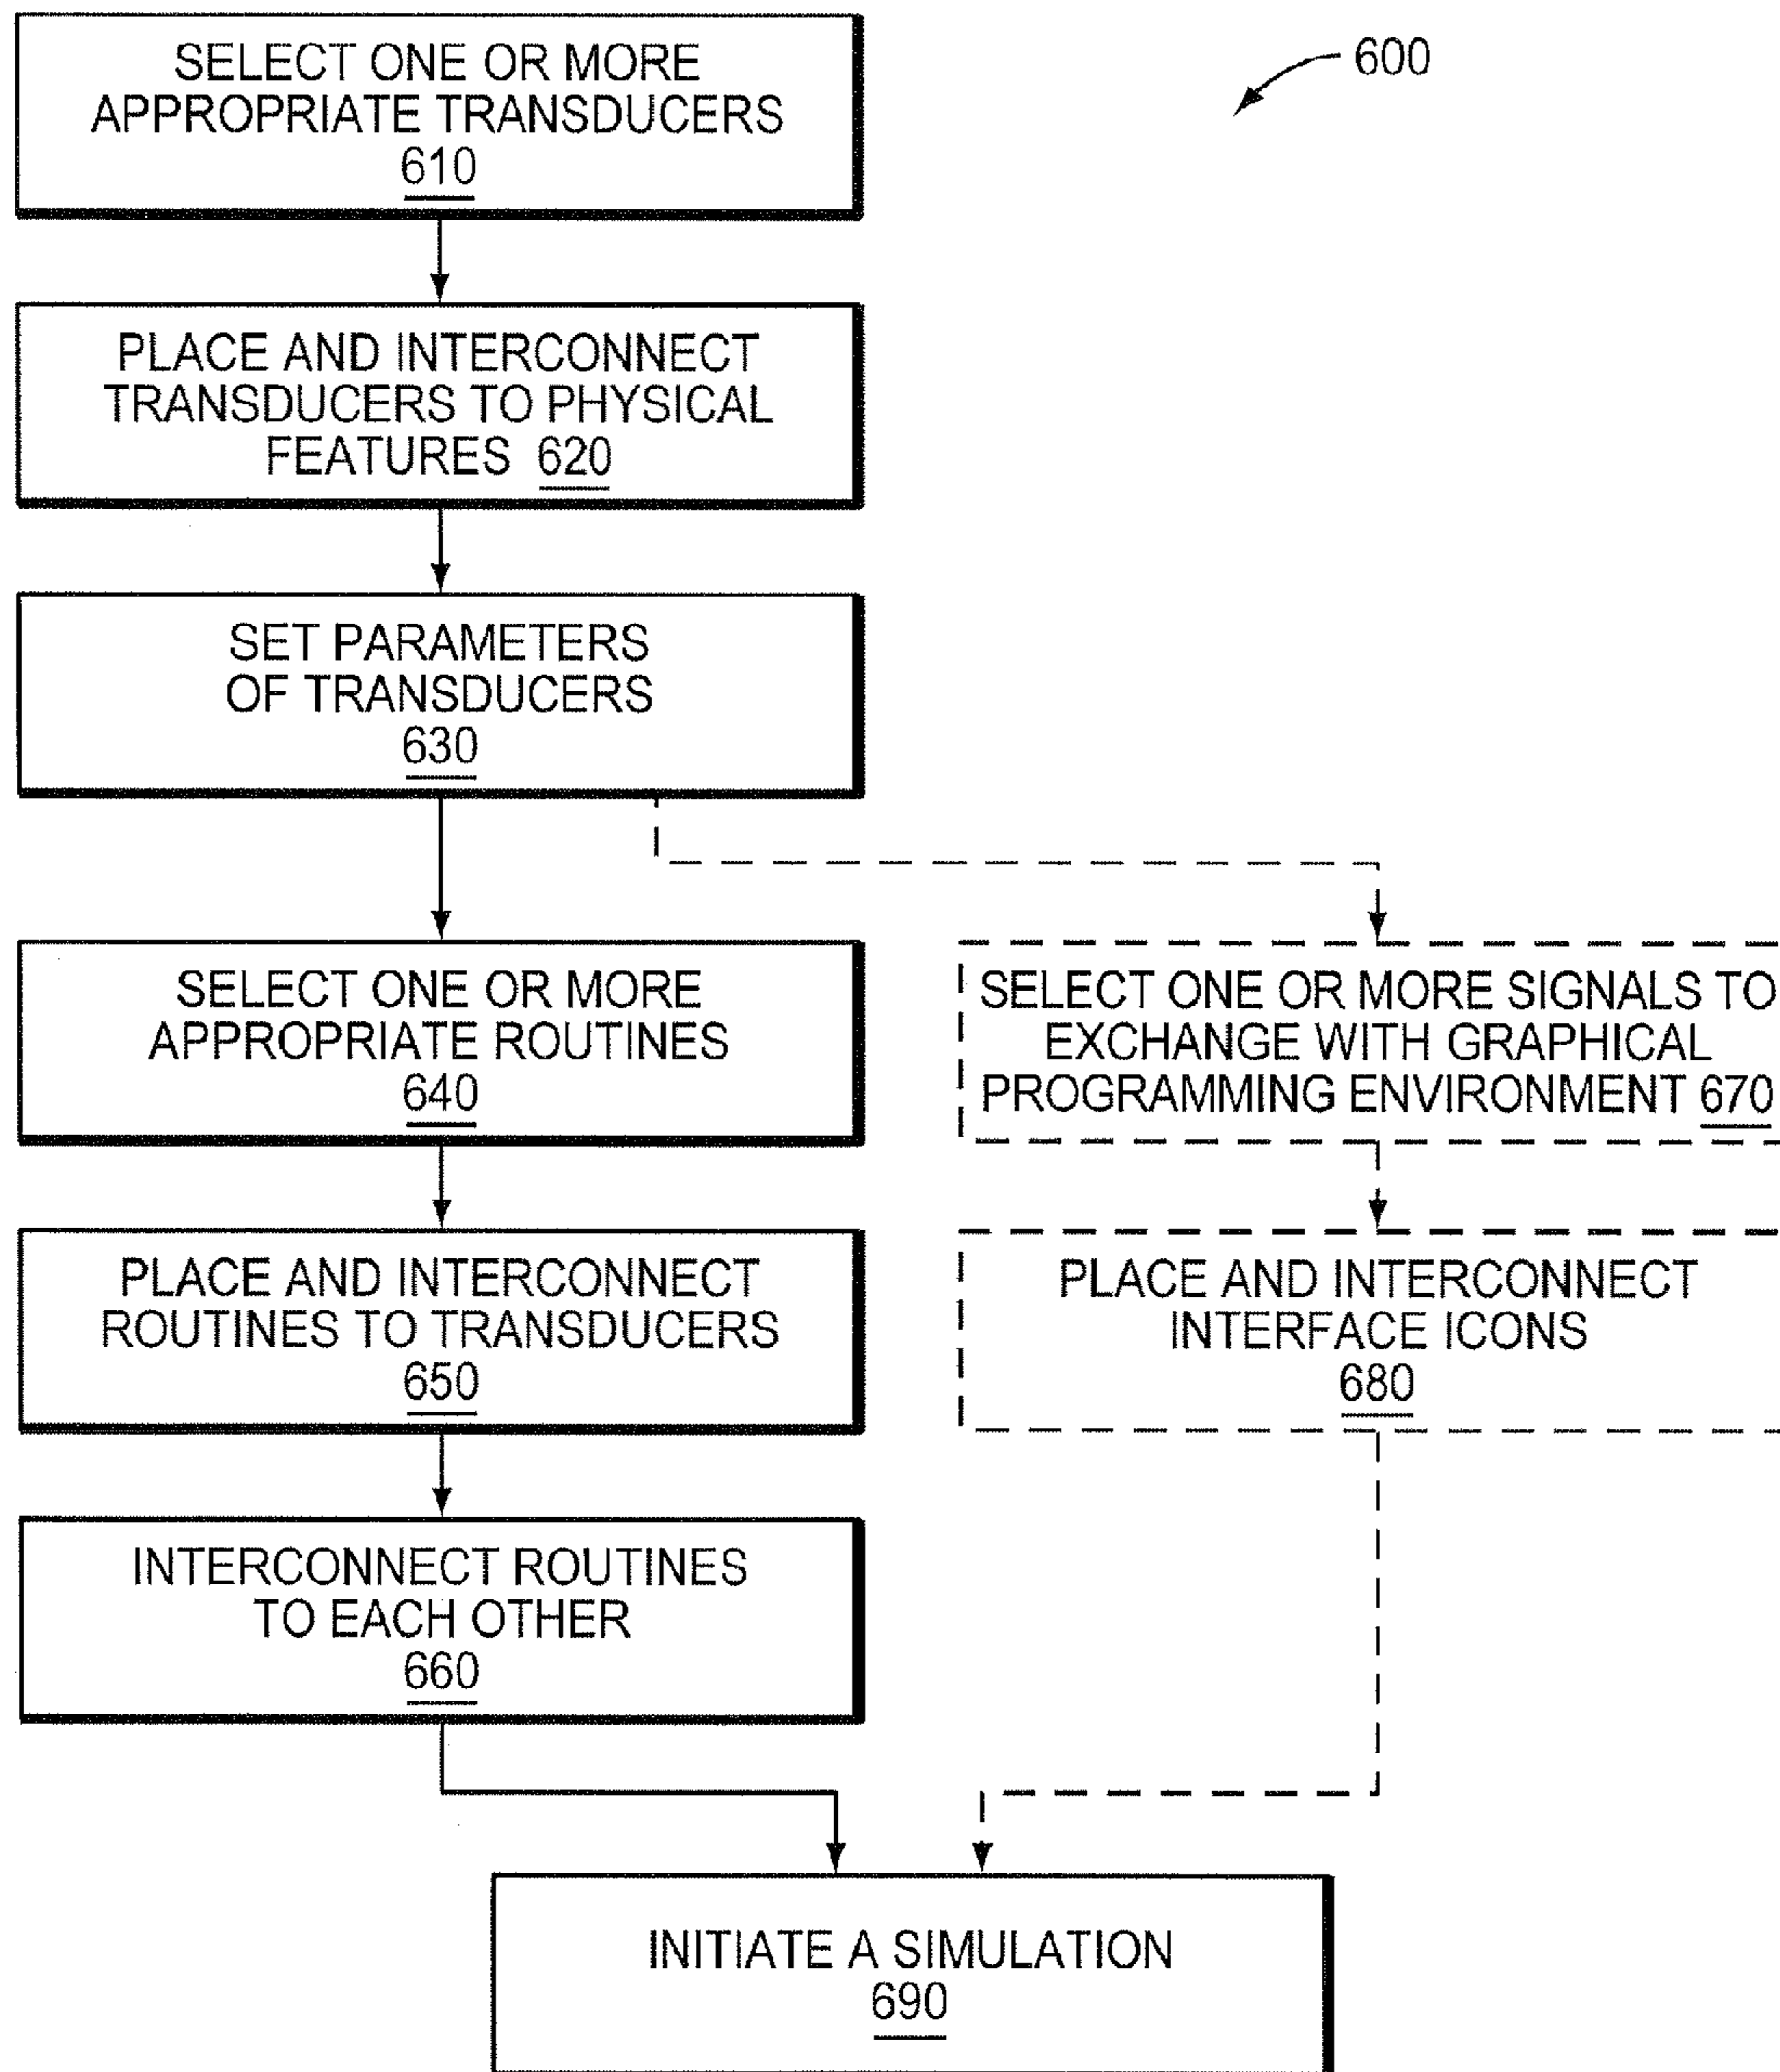 600
SELECT ONE OR MORE
APPROPRIATE TRANSDUCERS
610
PLACE AND INTERCONNECT
TRANSDUCERS TO PHYSICAL
FEATURES 620
SET PARAMETERS
OF TRANSDUCERS
630
SELECT ONE OR MORE
APPROPRIATE ROUTINES
640
PLACE AND INTERCONNECT
ROUTINES TO TRANSDUCERS
650
INTERCONNECT ROUTINES
TO EACH OTHER
660
SELECT ONE OR MORE SIGNALS TO
EXCHANGE WITH GRAPHICAL
PROGRAMMING ENVIRONMENT 670
PLACE AND INTERCONNECT
INTERFACE ICONS
680
INITIATE A SIMULATION
690